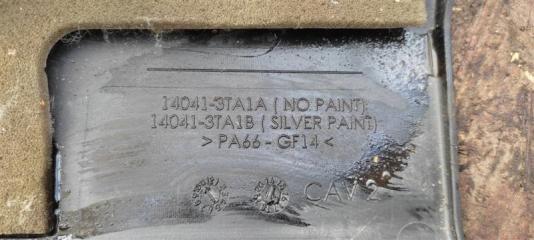 14041-3TA1A ( NO PAINT)
14041-3TA1B ( SILVER PAINT)
> PA66 - GF14 <
CAV 2